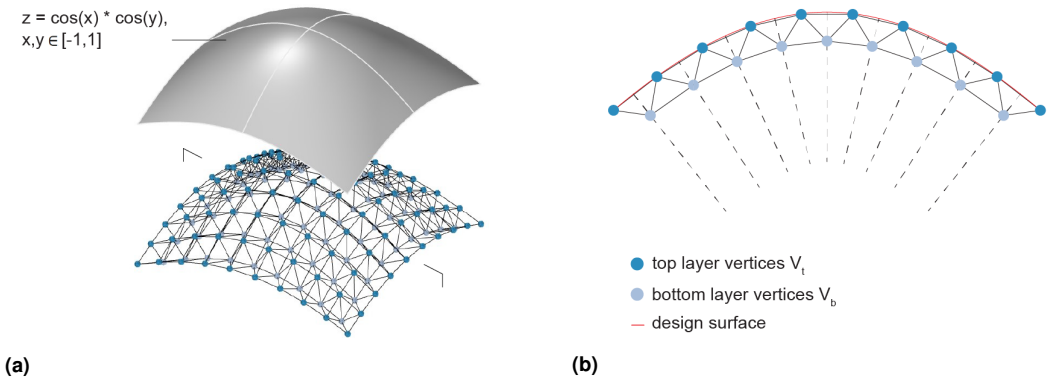 z = cos(x) * cos(y),
x,y ∈ [-1,1]
top layer vertices Vt
bottom layer vertices Vb
design surface
(a)
(b)